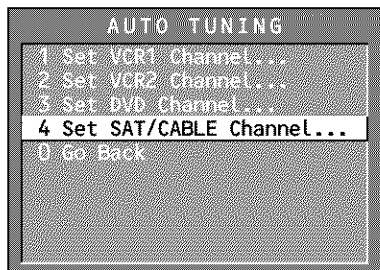 AUTO TUNING
1 Set VCR1 Channel...
2 Set VCR2 Channel...
3 Set DVD Channel...
4 Set SAT/CABLE Channel...
0 Go Back